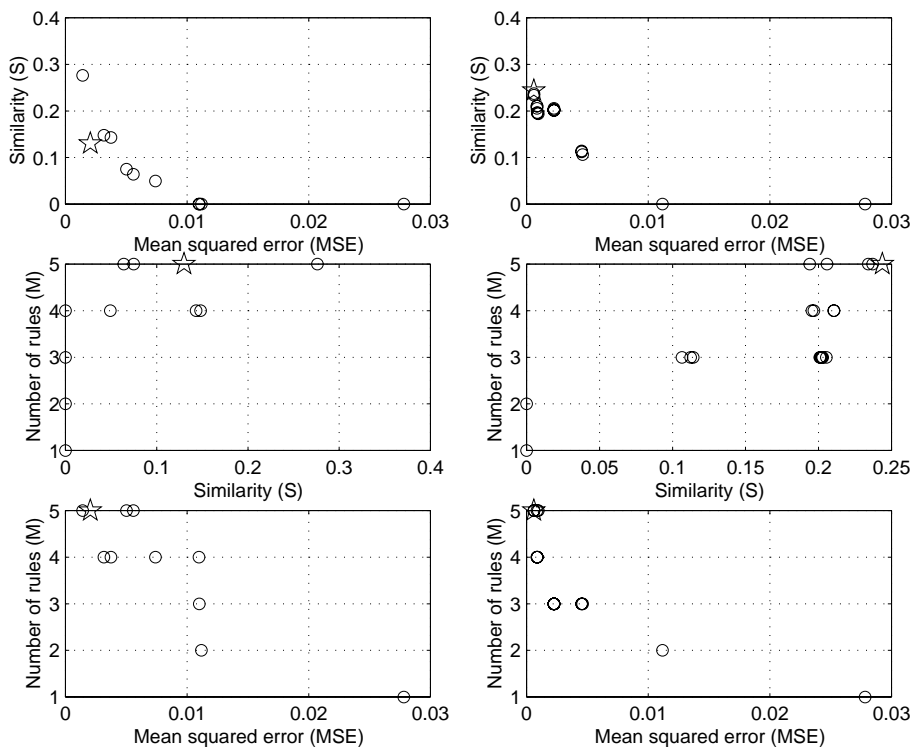 0.4
0.3
0.2
0.1
0
Similarity (S)
0 0.01 0.02 0.03
Mean squared error (MSE)
0.4
0.3
0.2
0.1
0
Similarity (S)
0 0.01 0.02 0.03
Mean squared error (MSE)
5
4
3
2
1
Number of rules (M)
0 0.1 0.2 0.3 0.4
Similarity (S)
5
4
3
2
1
Number of rules (M)
0 0.05 0.1 0.15 0.2 0.25
Similarity (S)
5
4
3
2
1
Number of rules (M)
0 0.01 0.02 0.03
Mean squared error (MSE)
5
4
3
2
1
Number of rules (M)
0 0.01 0.02 0.03
Mean squared error (MSE)